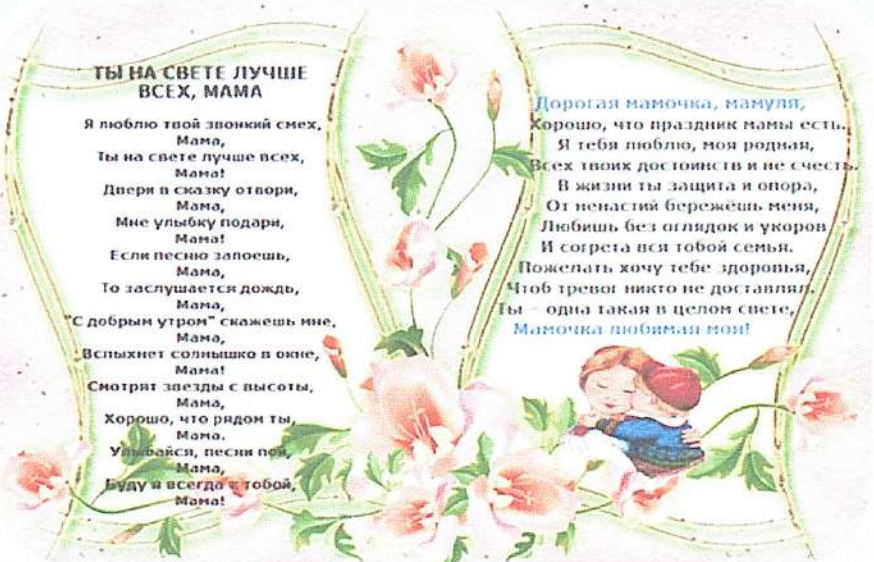 ТЫ НА СВЕТЕ ЛУЧШЕ
ВСЕХ, МАМА
Я люблю твой звонкий смех,
Мама,
Ты на свете лучше всех,
Мама!
Двери в сказку отвори,
Мама,
Мне улыбку подари,
Мама!
Если песню запоешь,
Мама,
То заслушается дождь,
Мама,
"С добрым утром" скажешь мне,
Мама,
Вспыхнет солнышко в окне,
Мама!
Смотрят звезды с высоты,
Мама,
Хорошо, что рядом ты,
Мама.
Улыбайся, песни пой,
Мама,
Буду я всегда с тобой,
Мама!
Дорогая мамочка, мамуля,
Хорошо, что праздник мамы есть.
Я тебя люблю, моя родная,
Всех твоих достоинств и не счесть.
В жизни ты защита и опора,
От ненастий бережёшь меня,
Любишь без оглядок и укоров
И согрета вся тобой семья.
Пожелать хочу тебе здоровья,
Чтоб тревог никто не доставлял.
Ты – одна такая в целом свете,
Мамочка любимая моя!